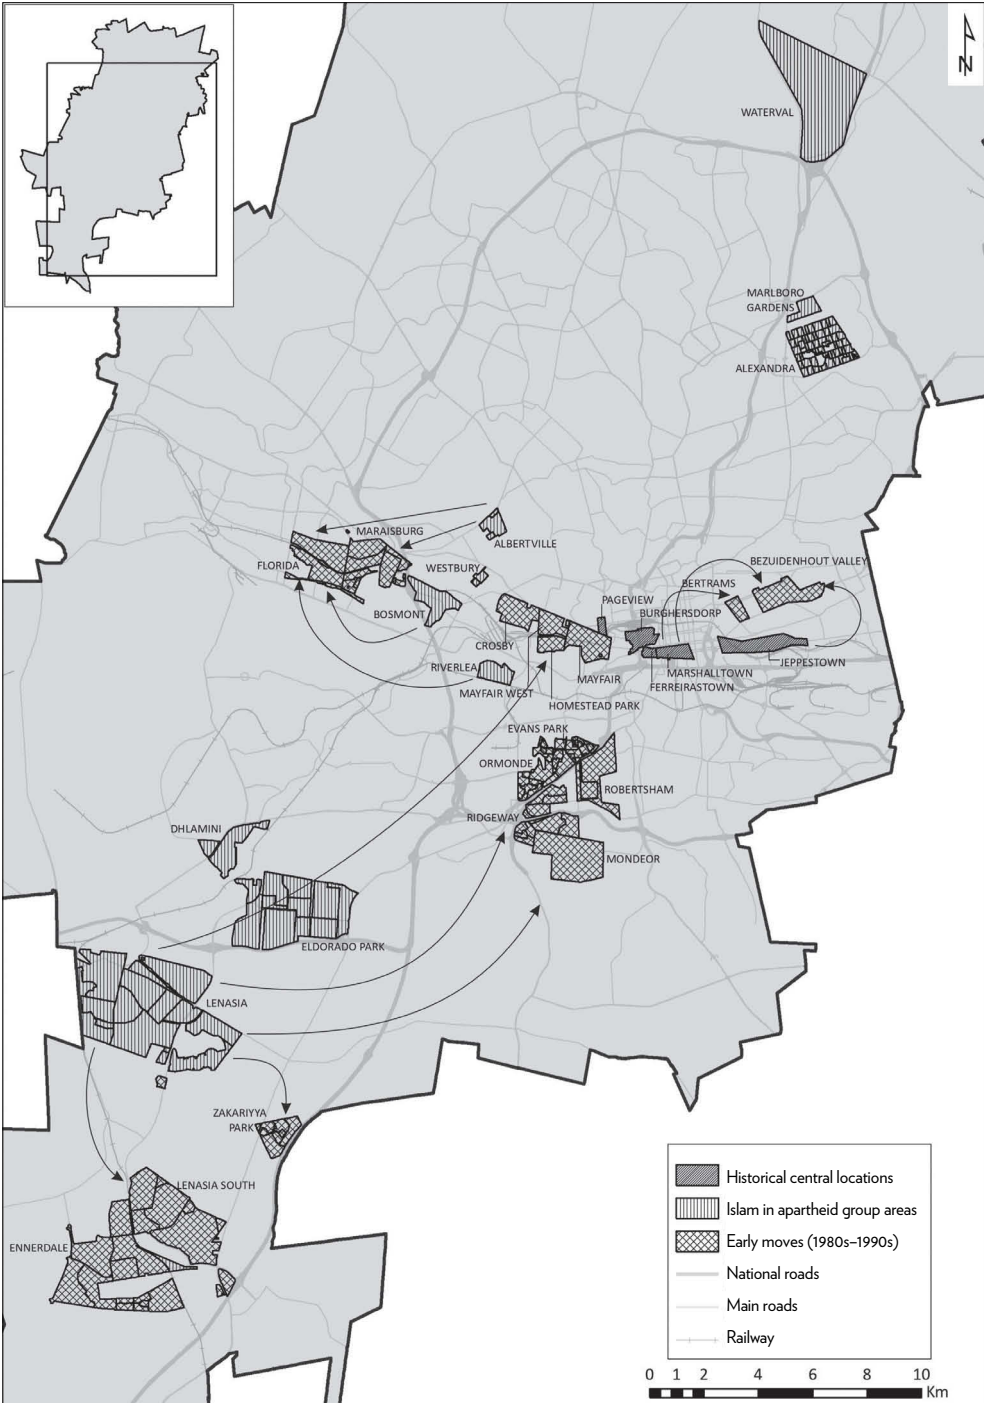 N
WATERVAL
MARLBORO
GARDENS
ALEXANDRA
MARAISBURG
ALBERTVILLE
FLORIDA
WESTBURY
BEZUIDENHOUT VALLEY
BERTRAMS
BOSMONT
PAGEVIEW
BURGHERSDORP
CROSBY
RIVERLEA
MAYFAIR WEST
MAYFAIR
HOMESTEAD PARK
JEPPESTOWN
MARSHALLTOWN
FERREIRASTOWN
EVANS PARK
ORMONDE
ROBERTSHAM
RIDGEWAY
DHLAMINI
MONDEOR
ELDORADO PARK
LENASIA
ZAKARIYYA
PARK
LENASIA SOUTH
ENNERDALE
Historical central locations
Islam in apartheid group areas
Early moves (1980s–1990s)
National roads
Main roads
Railway
0 1 2 4 6 8 10
Km